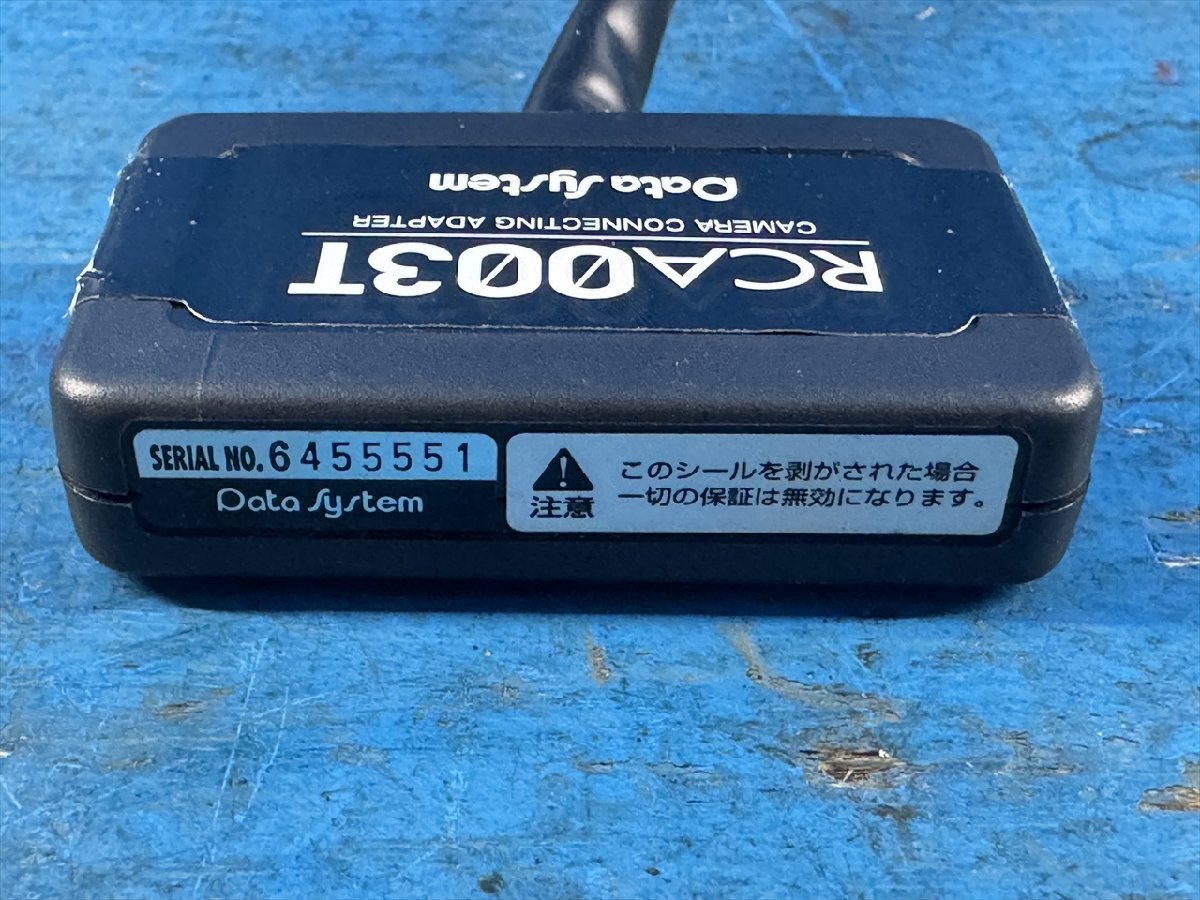 Data System
CAMERA CONNECTING ADAPTER
RCA003T
SERIAL NO. 6455551
Data System
注意
このシールを剥がされた場合
一切の保証は無効になります。